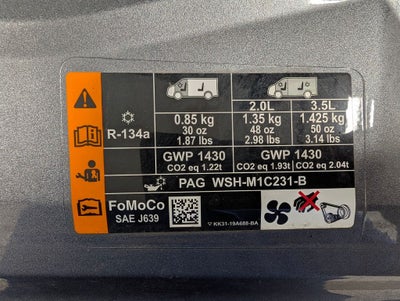 2.0L 3.5L
R-134a 0.85 kg 1.35 kg 1.425 kg
30 oz 48 oz 50 oz
1.87 lbs 2.98 lbs 3.14 lbs
GWP 1430 GWP 1430
CO2 eq 1.22t CO2 eq 1.93t CO2 eq 2.04t
PAG WSH-M1C231-B
FoMoCo
SAE J639
KK31-19A688-BA